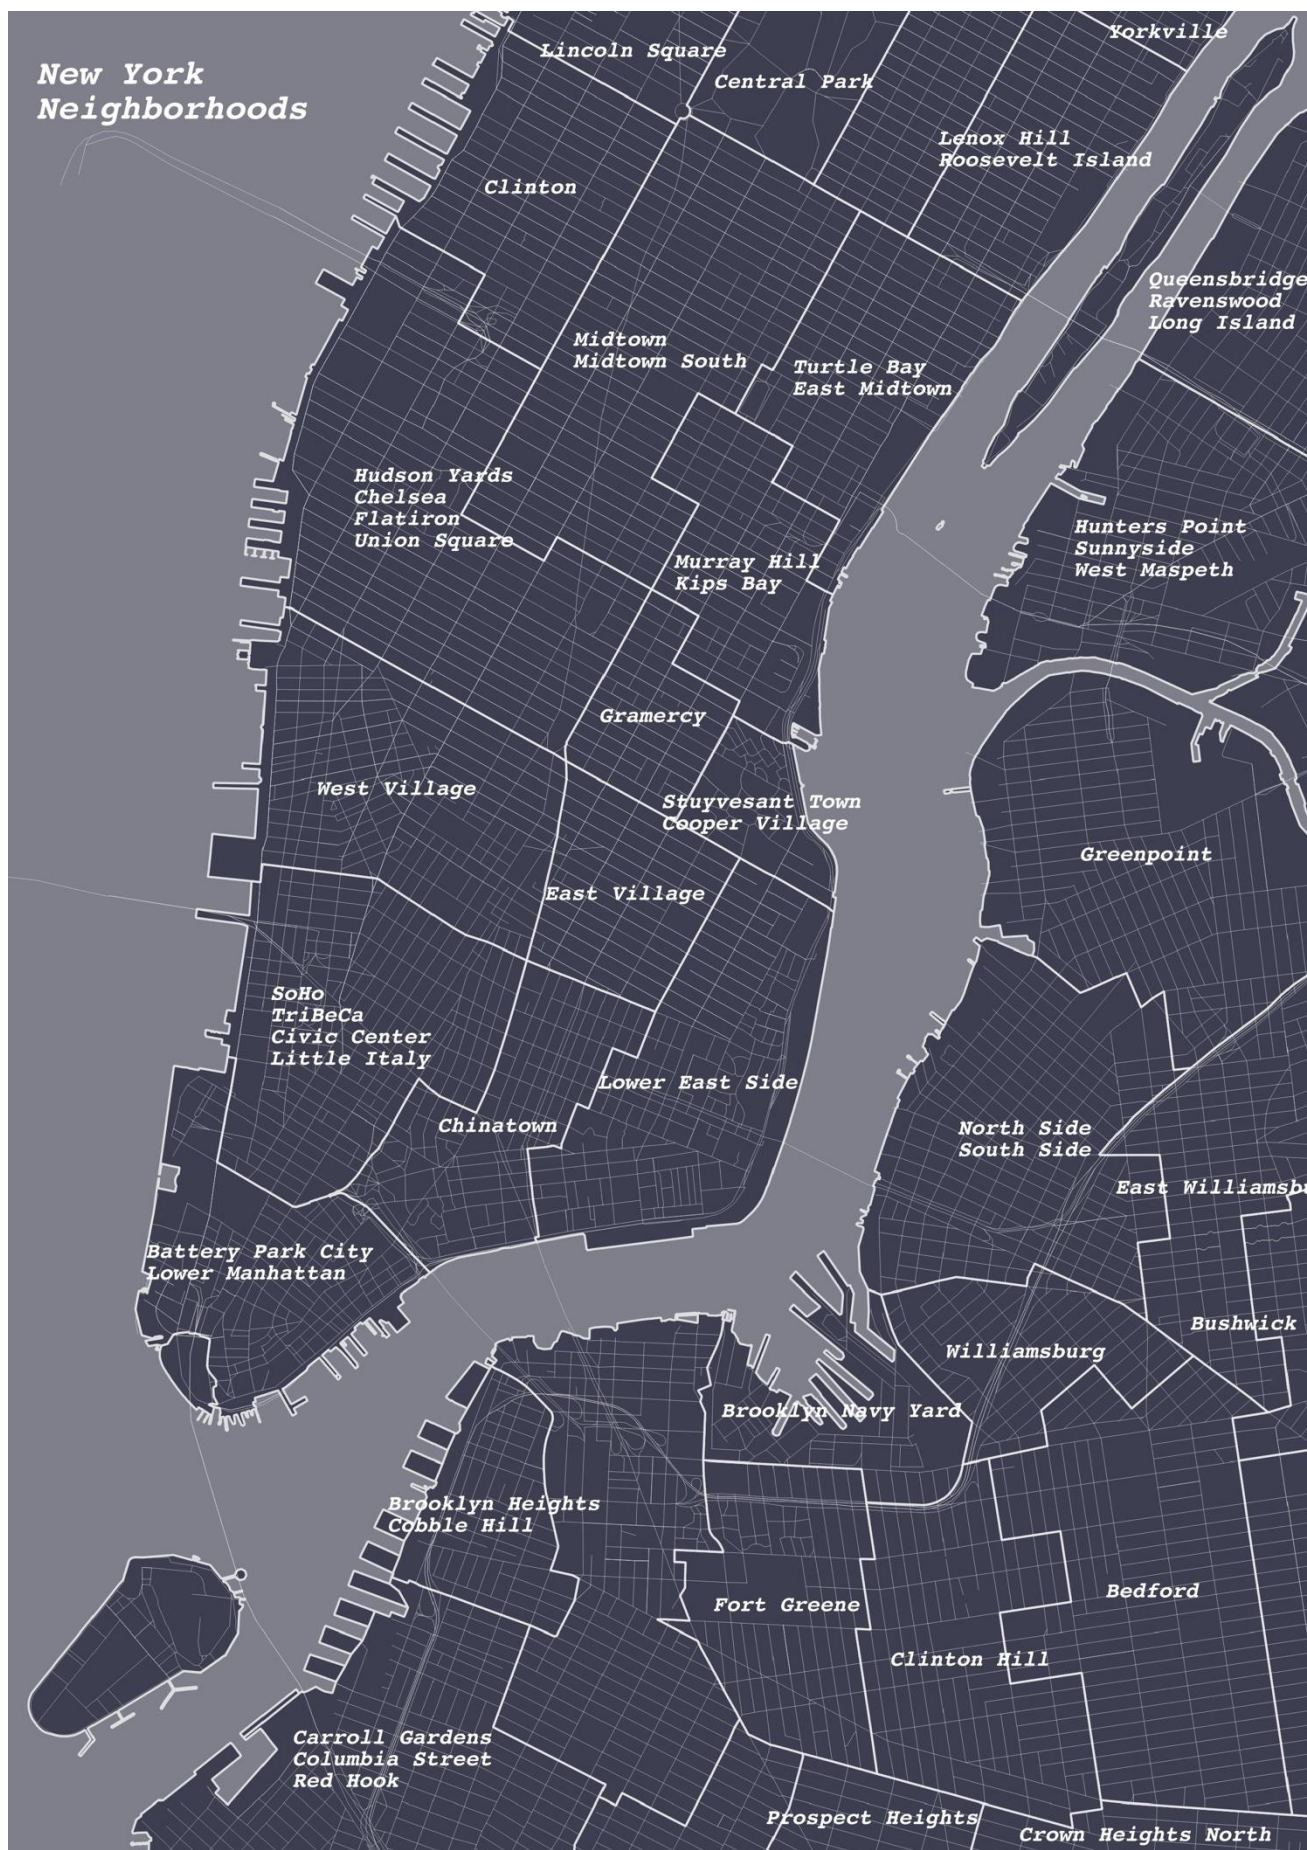 New York
Neighborhoods
Yorkville
Lincoln Square
Central Park
Lenox Hill
Roosevelt Island
Clinton
Queensbridge
Ravenswood
Long Island
Midtown
Midtown South
Turtle Bay
East Midtown
Hudson Yards
Chelsea
Flatiron
Union Square
Hunters Point
Sunnyside
West Maspeth
Murray Hill
Kips Bay
Gramercy
West Village
Stuyvesant Town
Cooper Village
Greenpoint
East Village
SoHo
TriBeCa
Civic Center
Little Italy
Lower East Side
Chinatown
North Side
South Side
East Williamsbu
Battery Park City
Lower Manhattan
Bushwick
Williamsburg
Brooklyn Navy Yard
Brooklyn Heights
Cobble Hill
Bedford
Fort Greene
Clinton Hill
Carroll Gardens
Columbia Street
Red Hook
Prospect Heights
Crown Heights North